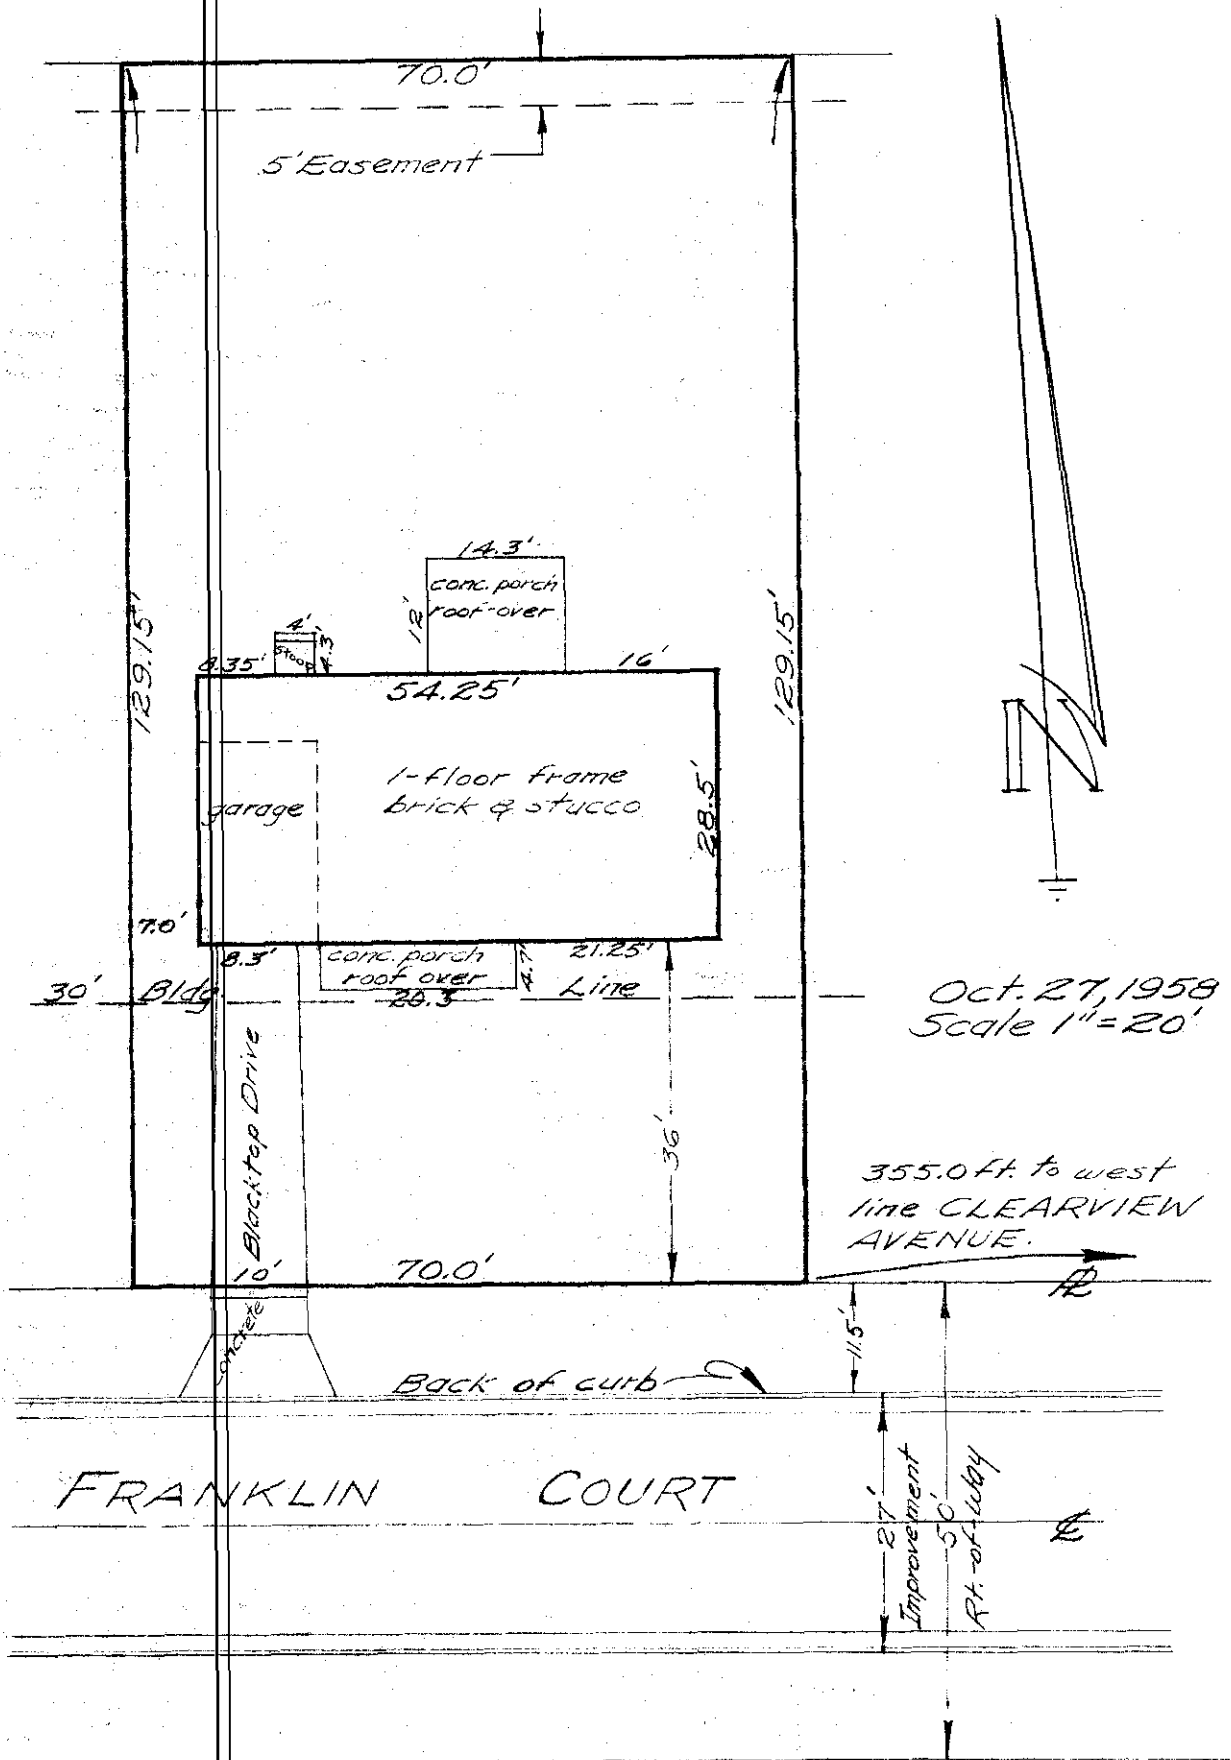 70.0'
5' Easement
14.3'
conc. porch
roof-over
12'
4'
stoop
4.3'
8.35'
16'
54.25'
129.15'
129.15'
1-floor frame
brick & stucco
garage
28.5'
7.0'
8.3'
conc. porch
roof over
20.3
4.7'
21.25'
30' Bldg. Line
Oct. 27, 1958
Scale 1"=20'
N
Blacktop Drive
36'
355.0 ft. to west
line CLEARVIEW
AVENUE.
10'
70.0'
PL
concrete
11.5'
Back of curb
FRANKLIN COURT
27'
Improvement
50'
Rt.-of-Way
CL